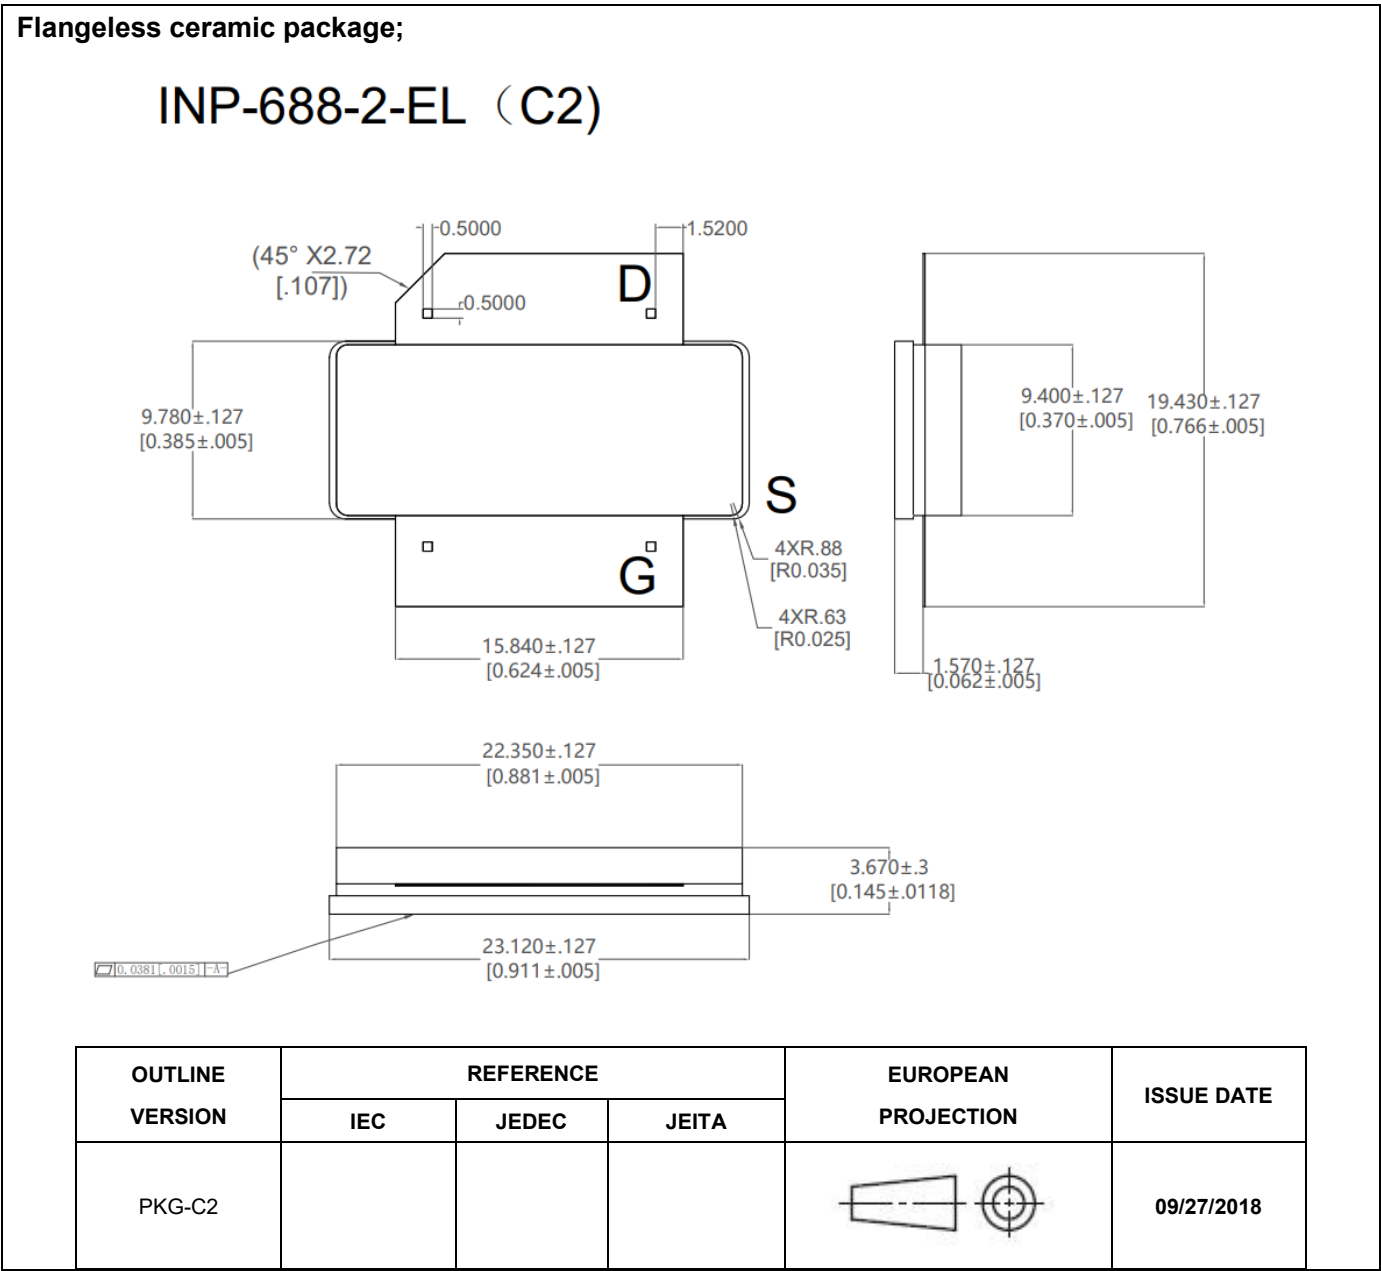 Flangeless ceramic package;
INP-688-2-EL（C2)
0.5000
1.5200
(45° X2.72
[.107])
D
0.5000
9.780±.127
[0.385±.005]
9.400±.127
[0.370±.005]
19.430±.127
[0.766±.005]
S
4XR.88
[R0.035]
G
4XR.63
[R0.025]
15.840±.127
[0.624±.005]
1.570±.127
[0.062±.005]
22.350±.127
[0.881±.005]
3.670±.3
[0.145±.0118]
23.120±.127
[0.911±.005]
0.0381[.0015] -A-
OUTLINE
VERSION
REFERENCE
EUROPEAN
PROJECTION
ISSUE DATE
IEC JEDEC JEITA
PKG-C2
09/27/2018